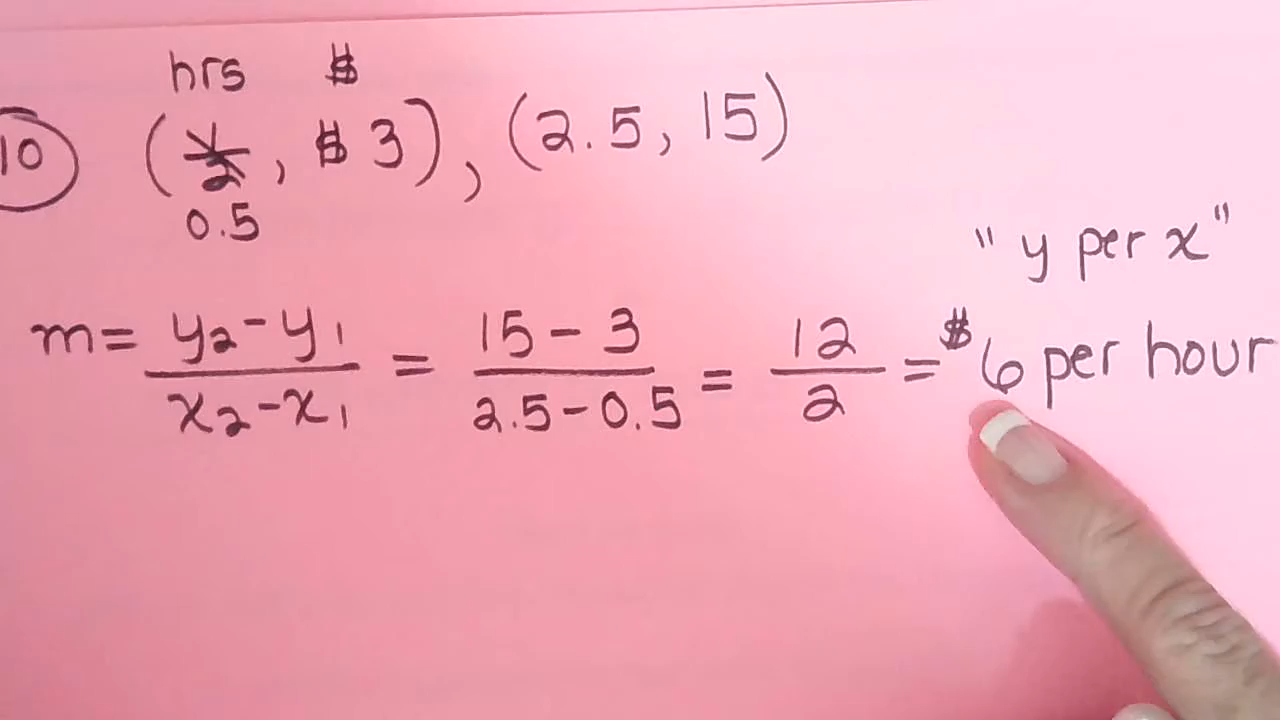 hrs $
10 (1/2, $ 3), (2.5, 15)
0.5
"y per x"
m = y₂ - y₁ / x₂ - x₁ = 15 - 3 / 2.5 - 0.5 = 12 / 2 = $6 per hour